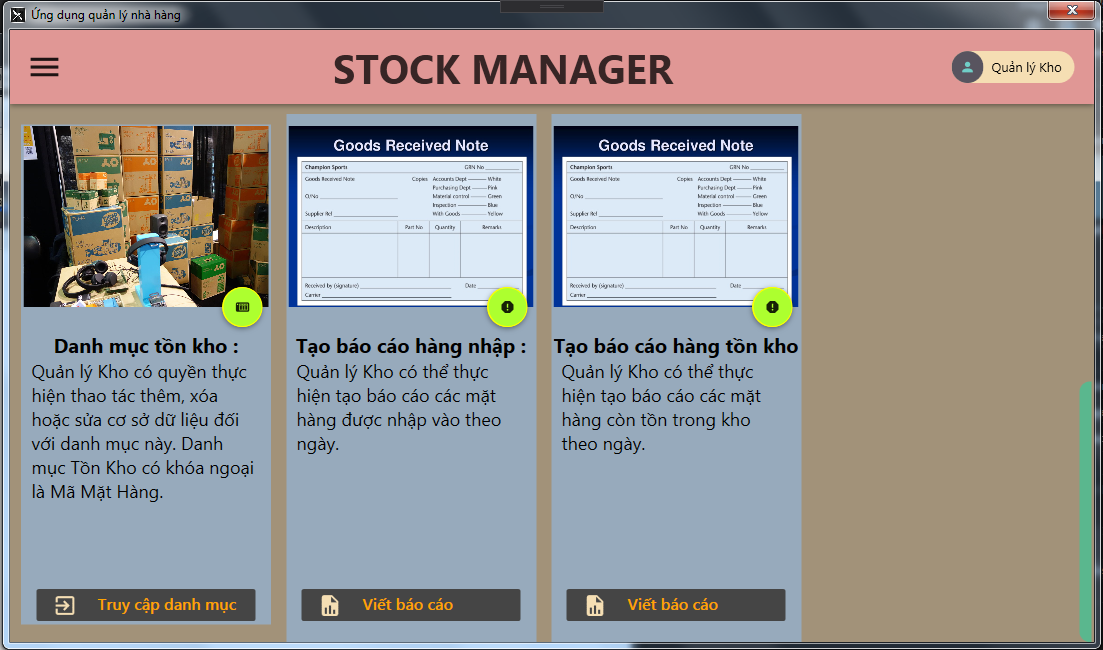 Ứng dụng quản lý nhà hàng
STOCK MANAGER
Quản lý Kho
OY
Danh mục tồn kho :
Quản lý Kho có quyền thực
hiện thao tác thêm, xóa
hoặc sửa cơ sở dữ liệu đối
với danh mục này. Danh
mục Tồn Kho có khóa ngoại
là Mã Mặt Hàng.
Truy cập danh mục
Goods Received Note
Champion Sports GRN No
Goods Received Note Copies Accounts Dept White
Purchasing Dept Pink
O/No Material control Green
Inspection Blue
Supplier Ref With Goods Yellow
Description Part No Quantity Remarks
Received by (signature) Date
Carrier
Tạo báo cáo hàng nhập :
Quản lý Kho có thể thực
hiện tạo báo cáo các mặt
hàng được nhập vào theo
ngày.
Viết báo cáo
Goods Received Note
Champion Sports GRN No
Goods Received Note Copies Accounts Dept White
Purchasing Dept Pink
O/No Material control Green
Inspection Blue
Supplier Ref With Goods Yellow
Description Part No Quantity Remarks
Received by (signature) Date
Carrier
Tạo báo cáo hàng tồn kho
Quản lý Kho có thể thực
hiện tạo báo cáo các mặt
hàng còn tồn trong kho
theo ngày.
Viết báo cáo